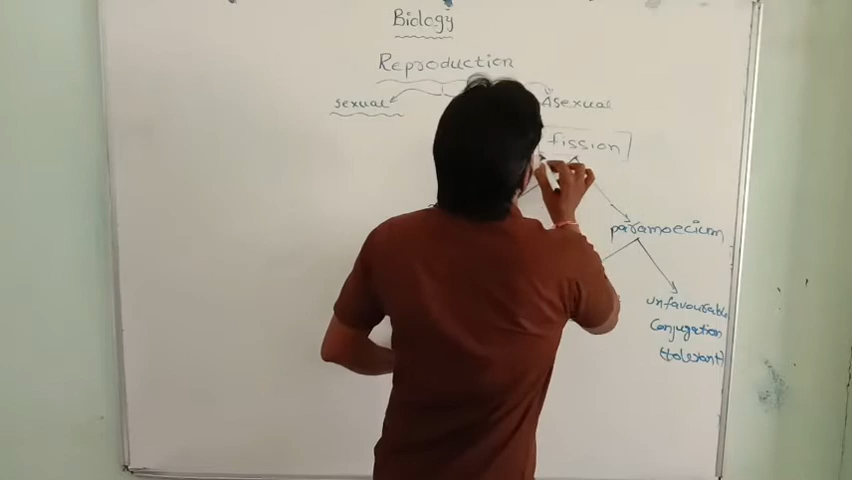 Biology
Reproduction
sexual Asexual
fission
paramoecium
unfavourable
conjugation
(tolerant)